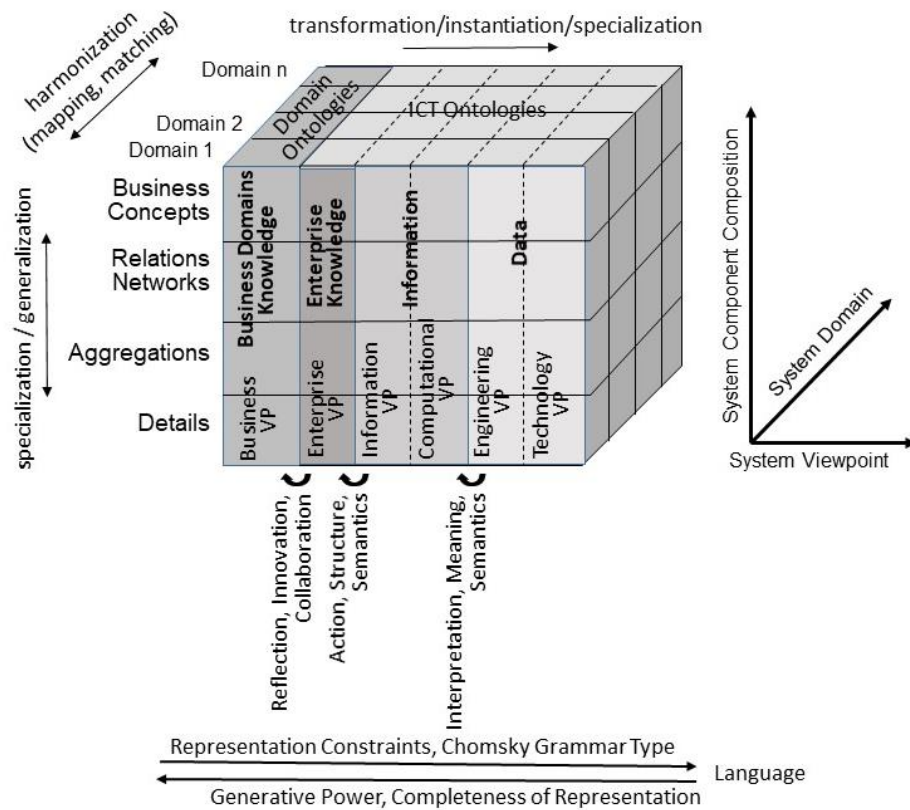 transformation/instantiation/specialization
harmonization
(mapping, matching)
Domain n
Domain 2
Domain 1
Domain
Ontologies
ICT Ontologies
Business
Concepts
Relations
Networks
Aggregations
Details
specialization / generalization
Business Domains
Knowledge
Enterprise
Knowledge
Information
Data
Business
VP
Enterprise
VP
Information
VP
Computational
VP
Engineering
VP
Technology
VP
System Component Composition
System Domain
System Viewpoint
Reflection, Innovation,
Collaboration
Action, Structure,
Semantics
Interpretation, Meaning,
Semantics
Representation Constraints, Chomsky Grammar Type
Language
Generative Power, Completeness of Representation